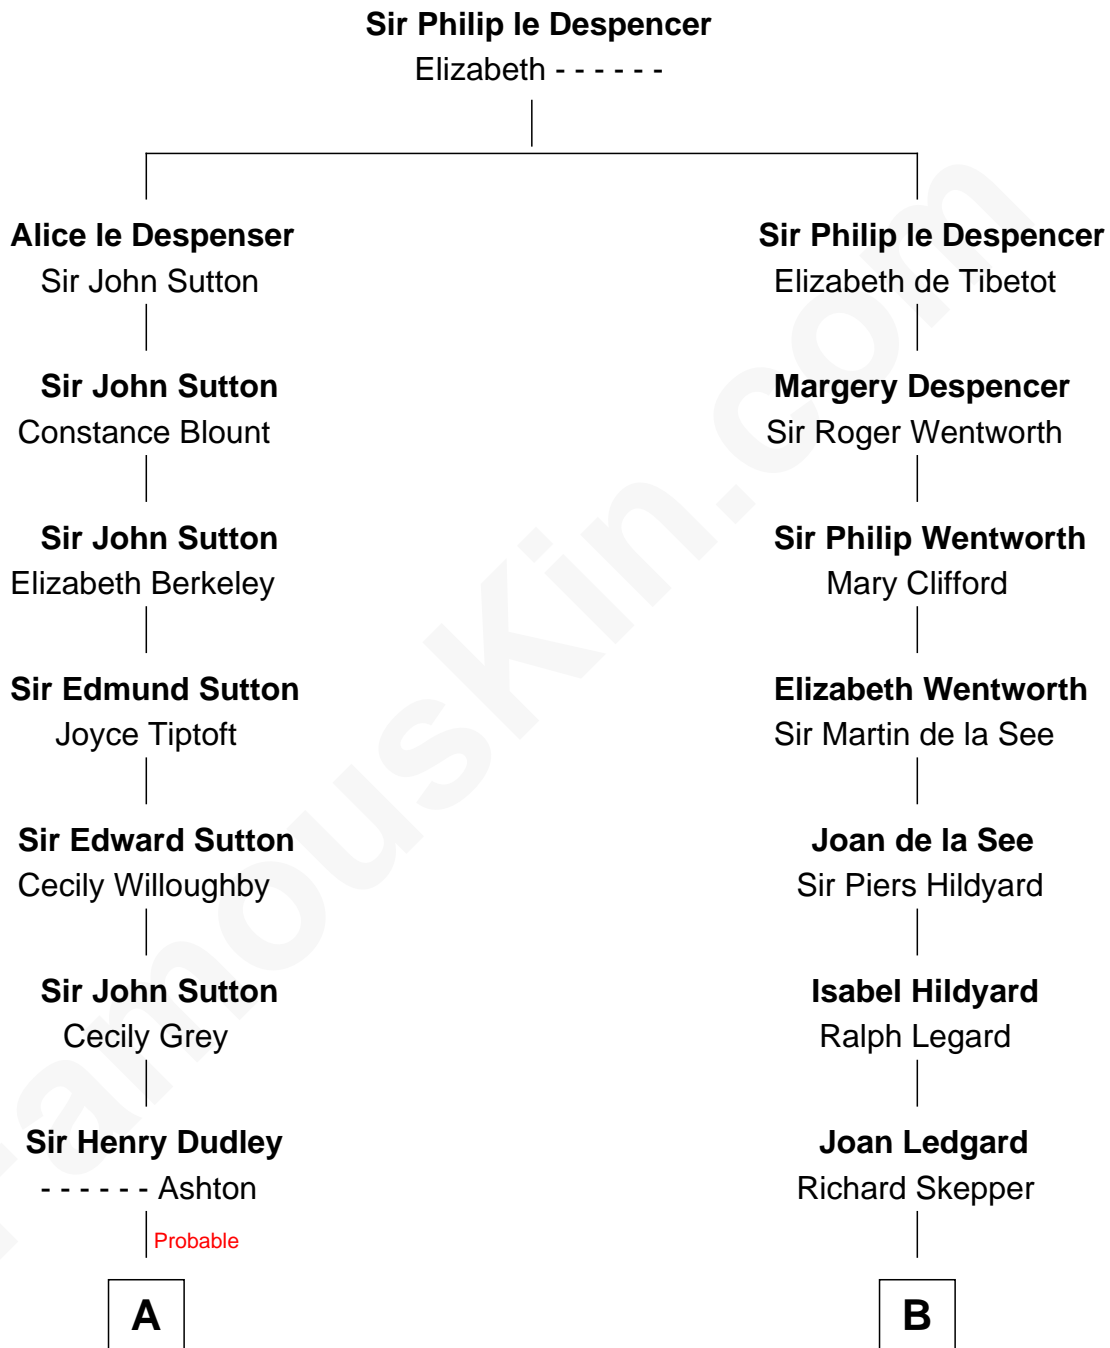 Sir Philip le Despencer
Elizabeth - - - - - -
Alice le Despenser
Sir John Sutton
Sir John Sutton
Constance Blount
Sir John Sutton
Elizabeth Berkeley
Sir Edmund Sutton
Joyce Tiptoft
Sir Edward Sutton
Cecily Willoughby
Sir John Sutton
Cecily Grey
Sir Henry Dudley
- - - - - - Ashton
Probable
A
Sir Philip le Despencer
Elizabeth de Tibetot
Margery Despencer
Sir Roger Wentworth
Sir Philip Wentworth
Mary Clifford
Elizabeth Wentworth
Sir Martin de la See
Joan de la See
Sir Piers Hildyard
Isabel Hildyard
Ralph Legard
Joan Ledgard
Richard Skepper
B
FamousKin.com